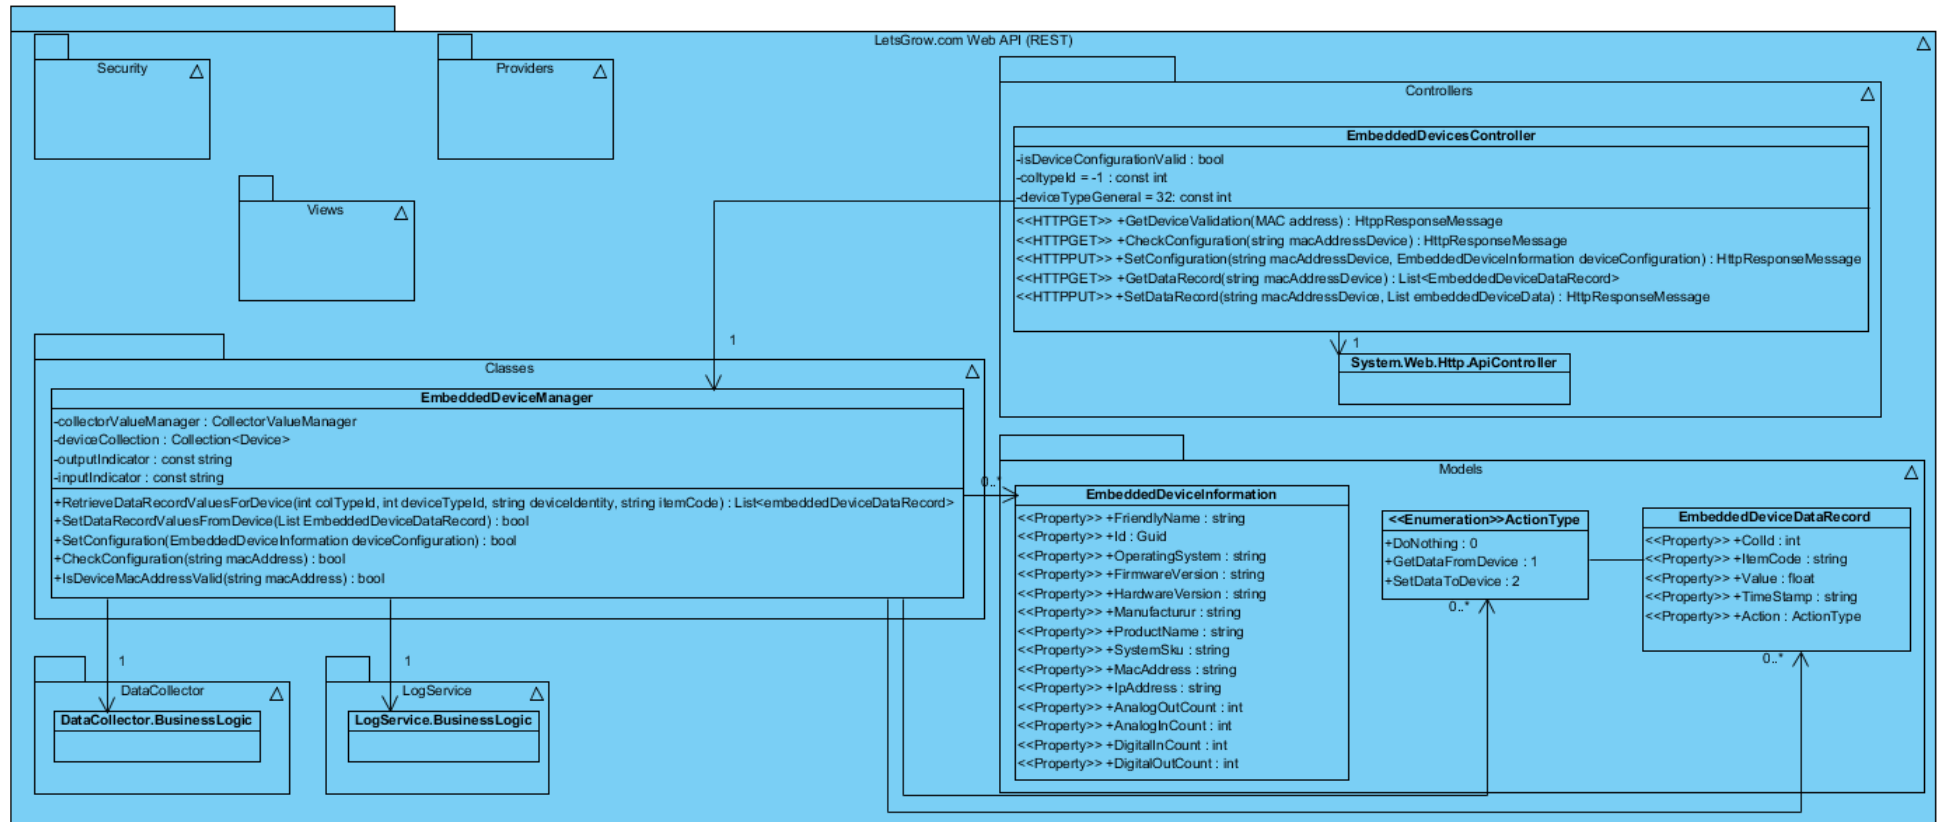 LetsGrow.com Web API (REST)
Security
Providers
Views
Controllers
EmbeddedDevicesController
-isDeviceConfigurationValid : bool
-coltypeId = -1 : const int
-deviceTypeGeneral = 32: const int
<<HTTPGET>> +GetDeviceValidation(MAC address) : HtppResponseMessage
<<HTTPGET>> +CheckConfiguration(string macAddressDevice) : HttpResponseMessage
<<HTTPPUT>> +SetConfiguration(string macAddressDevice, EmbeddedDeviceInformation deviceConfiguration) : HttpResponseMessage
<<HTTPGET>> +GetDataRecord(string macAddressDevice) : List<EmbeddedDeviceDataRecord>
<<HTTPPUT>> +SetDataRecord(string macAddressDevice, List embeddedDeviceData) : HttpResponseMessage
1
1
System.Web.Http.ApiController
Classes
EmbeddedDeviceManager
-collectorValueManager : CollectorValueManager
-deviceCollection : Collection<Device>
-outputIndicator : const string
-inputIndicator : const string
+RetrieveDataRecordValuesForDevice(int colTypeId, int deviceTypeId, string deviceIdentity, string itemCode) : List<embeddedDeviceDataRecord>
+SetDataRecordValuesFromDevice(List EmbeddedDeviceDataRecord) : bool
+SetConfiguration(EmbeddedDeviceInformation deviceConfiguration) : bool
+CheckConfiguration(string macAddress) : bool
+IsDeviceMacAddressValid(string macAddress) : bool
0..*
Models
EmbeddedDeviceInformation
<<Property>> +FriendlyName : string
<<Property>> +Id : Guid
<<Property>> +OperatingSystem : string
<<Property>> +FirmwareVersion : string
<<Property>> +HardwareVersion : string
<<Property>> +Manufacturur : string
<<Property>> +ProductName : string
<<Property>> +SystemSku : string
<<Property>> +MacAddress : string
<<Property>> +IpAddress : string
<<Property>> +AnalogOutCount : int
<<Property>> +AnalogInCount : int
<<Property>> +DigitalInCount : int
<<Property>> +DigitalOutCount : int
<<Enumeration>>ActionType
+DoNothing : 0
+GetDataFromDevice : 1
+SetDataToDevice : 2
0..*
EmbeddedDeviceDataRecord
<<Property>> +ColId : int
<<Property>> +ItemCode : string
<<Property>> +Value : float
<<Property>> +TimeStamp : string
<<Property>> +Action : ActionType
0..*
1
1
DataCollector
DataCollector.BusinessLogic
LogService
LogService.BusinessLogic